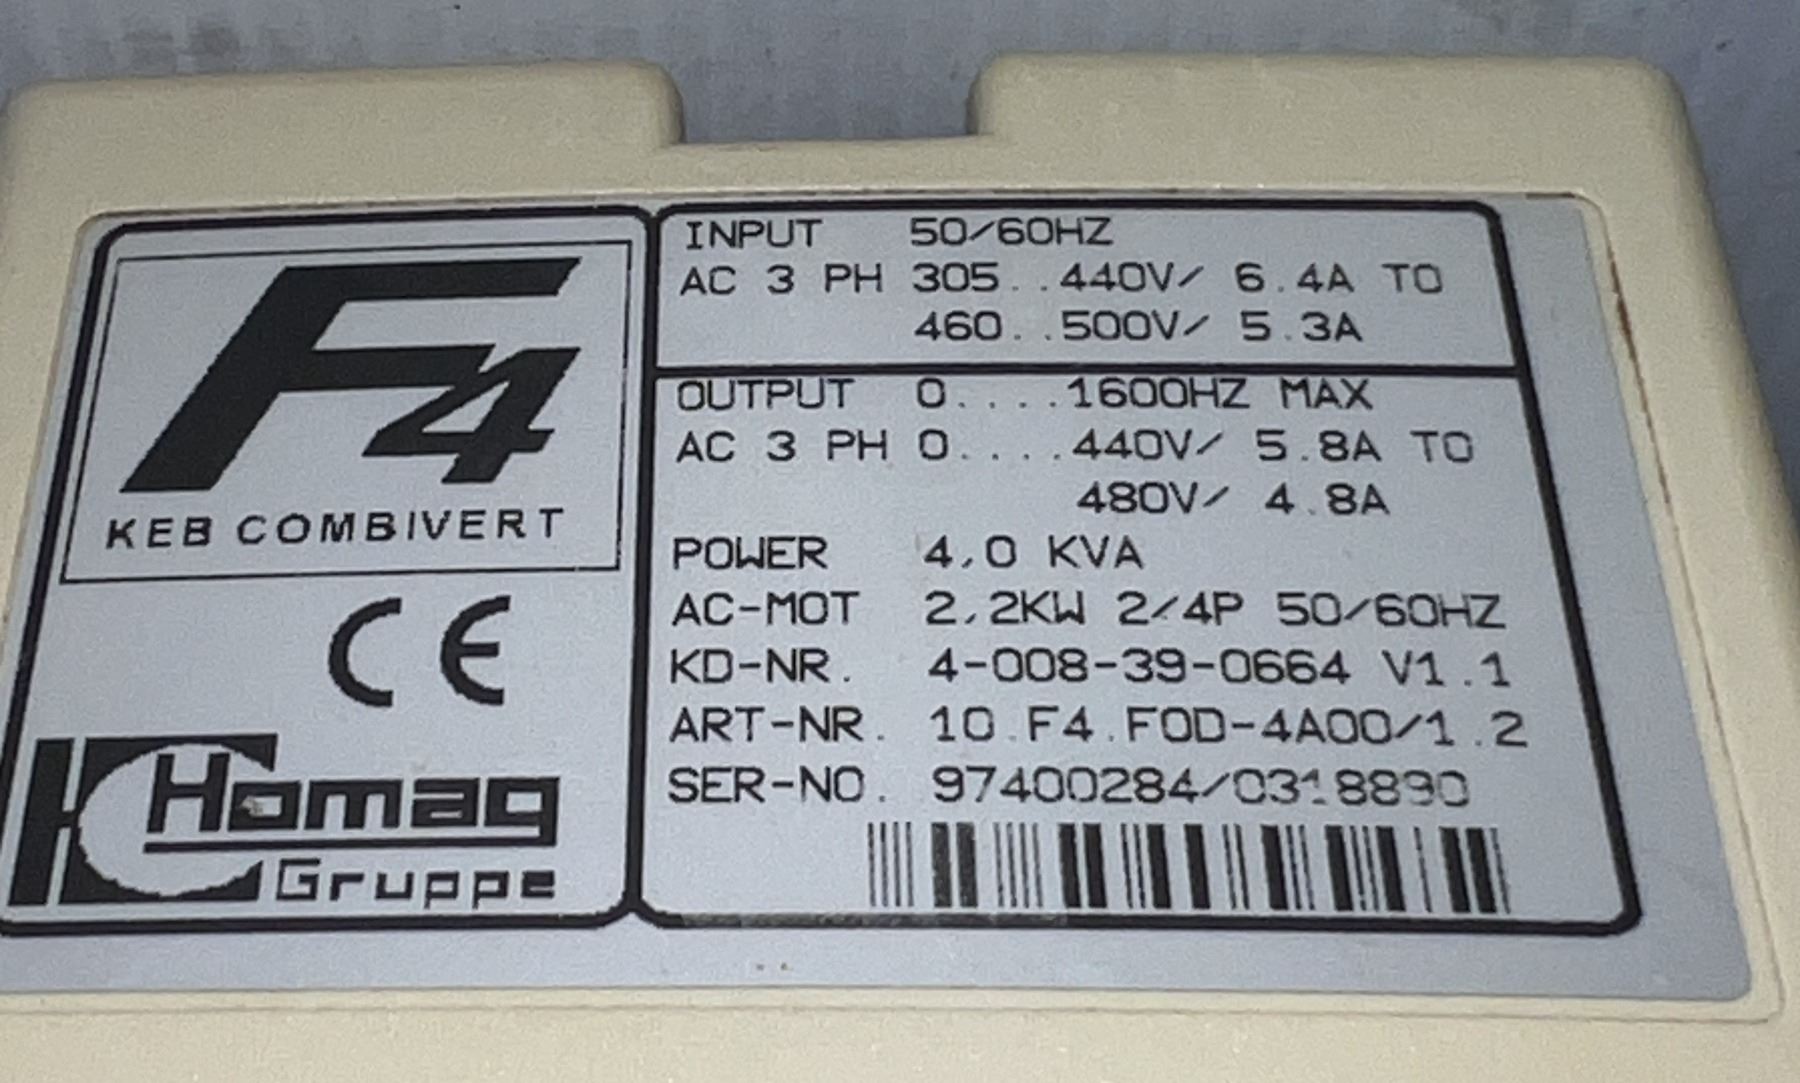 F4
KEB COMBIVERT
CE
Homag
Gruppe
INPUT 50/60HZ
AC 3 PH 305..440V/ 6.4A TO
460..500V/ 5.3A
OUTPUT 0....1600HZ MAX
AC 3 PH 0....440V/ 5.8A TO
480V/ 4.8A
POWER 4,0 KVA
AC-MOT 2,2KW 2/4P 50/60HZ
KD-NR. 4-008-39-0664 V1.1
ART-NR. 10.F4.F0D-4A00/1.2
SER-NO. 97400284/0318890